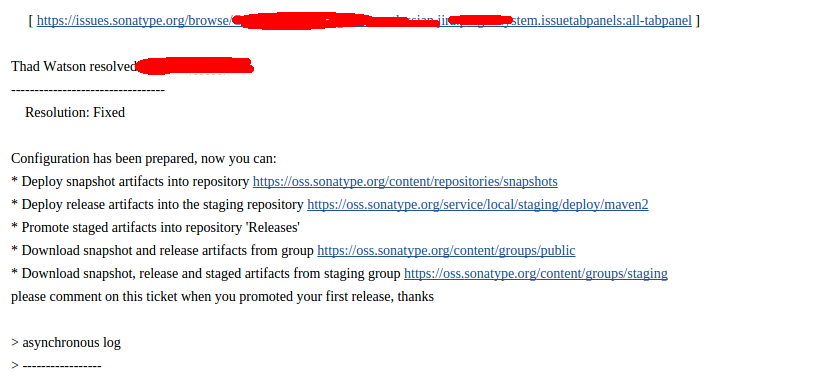 [ https://issues.sonatype.org/browse/ stem.issuetabpanels:all-tabpanel ]
Thad Watson resolved
---------------------------------
Resolution: Fixed
Configuration has been prepared, now you can:
* Deploy snapshot artifacts into repository https://oss.sonatype.org/content/repositories/snapshots
* Deploy release artifacts into the staging repository https://oss.sonatype.org/service/local/staging/deploy/maven2
* Promote staged artifacts into repository 'Releases'
* Download snapshot and release artifacts from group https://oss.sonatype.org/content/groups/public
* Download snapshot, release and staged artifacts from staging group https://oss.sonatype.org/content/groups/staging
please comment on this ticket when you promoted your first release, thanks
> asynchronous log
> -----------------